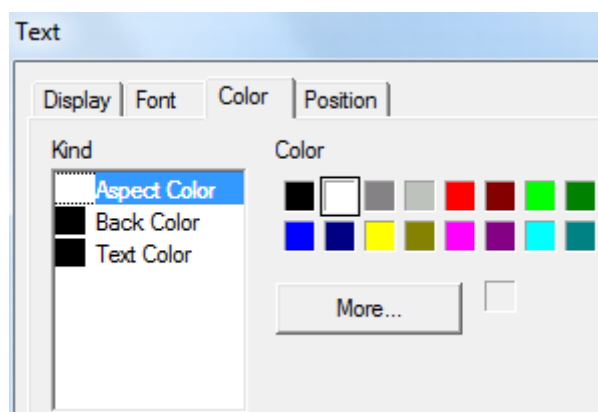 Text
Display Font Color Position
Kind Color
Aspect Color
Back Color
Text Color
More...